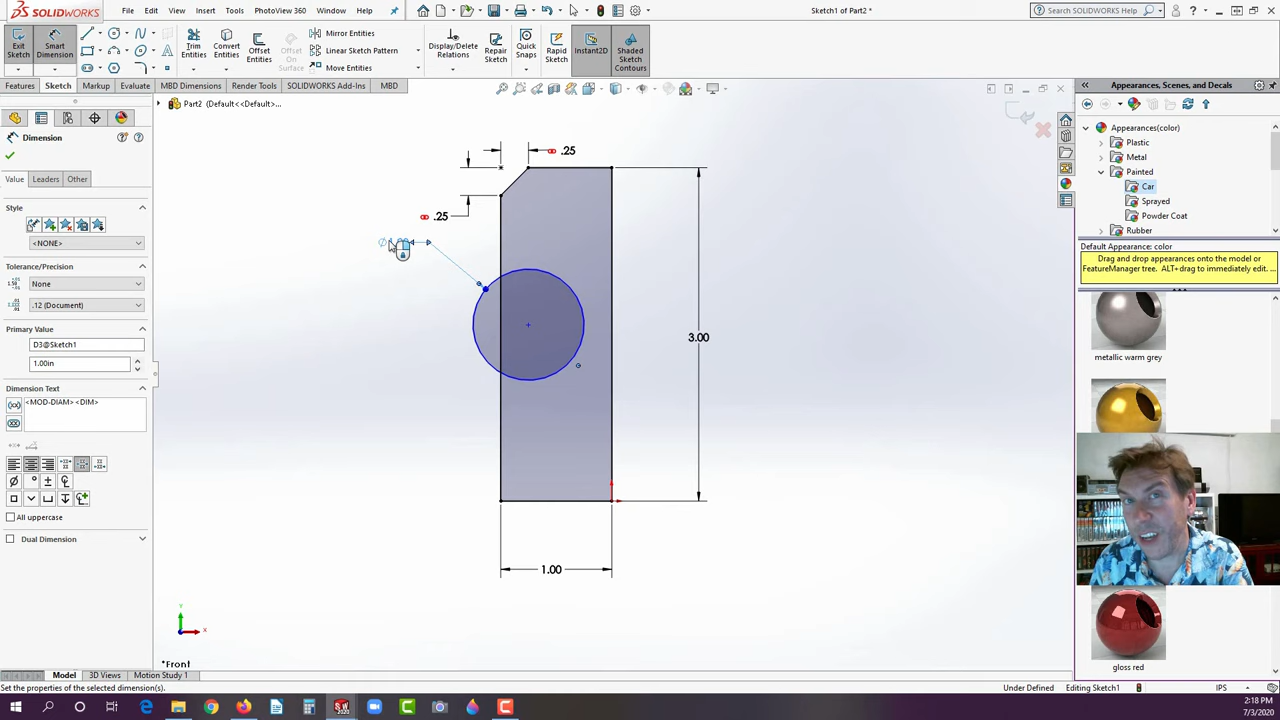 SOLIDWORKS
File Edit View Insert Tools PhotoView 360 Window Help
Sketch1 of Part2 *
Search SOLIDWORKS Help
Exit Sketch
Smart Dimension
Trim Entities
Convert Entities
Offset Entities
Offset On Surface
Mirror Entities
Linear Sketch Pattern
Move Entities
Display/Delete Relations
Repair Sketch
Quick Snaps
Rapid Sketch
Instant2D
Shaded Sketch Contours
Features Sketch Markup Evaluate MBD Dimensions Render Tools SOLIDWORKS Add-Ins MBD
Part2 (Default<<Default>...
Dimension
Value Leaders Other
Style
<NONE>
Tolerance/Precision
None
.12 (Document)
Primary Value
D3@Sketch1
1.00in
Dimension Text
<MOD-DIAM><DIM>
All uppercase
Dual Dimension
.25
.25
3.00
1.00
Y
X
*Front
Appearances, Scenes, and Decals
Appearances(color)
Plastic
Metal
Painted
Car
Sprayed
Powder Coat
Rubber
Default Appearance: color
Drag and drop appearances onto the model or FeatureManager tree. ALT+drag to immediately edit. ...
metallic warm grey
gloss red
Model 3D Views Motion Study 1
Set the properties of the selected dimension(s).
Under Defined Editing Sketch1 IPS
2:18 PM
7/3/2020